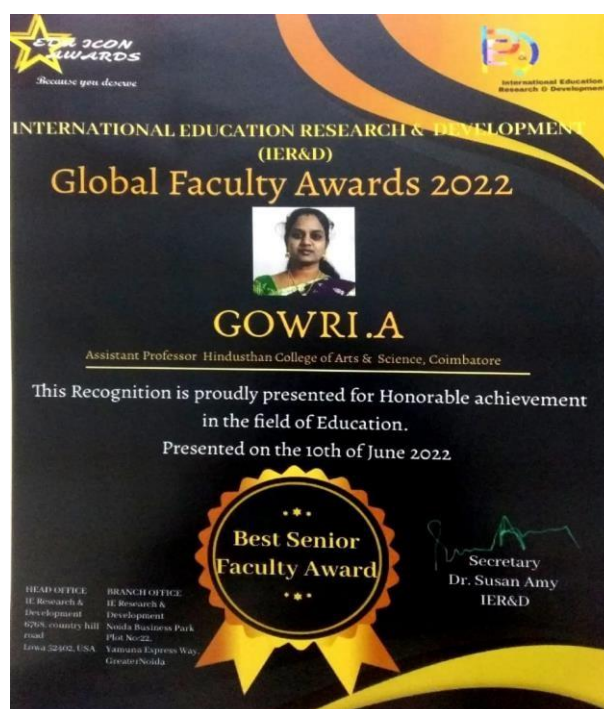 EDU ICON
AWARDS
Because you deserve
International Education
Research & Development
INTERNATIONAL EDUCATION RESEARCH & DEVELOPMENT
(IER&D)
Global Faculty Awards 2022
GOWRI.A
Assistant Professor Hindusthan College of Arts & Science, Coimbatore
This Recognition is proudly presented for Honorable achievement
in the field of Education.
Presented on the 10th of June 2022
Best Senior
Faculty Award
Secretary
Dr. Susan Amy
IER&D
HEAD OFFICE
IE Research &
Development
6768, country hill
road
Lowa 52402, USA
BRANCH OFFICE
IE Research &
Development
Noida Business Park
Plot No:22,
Yamuna Express Way,
GreaterNoida